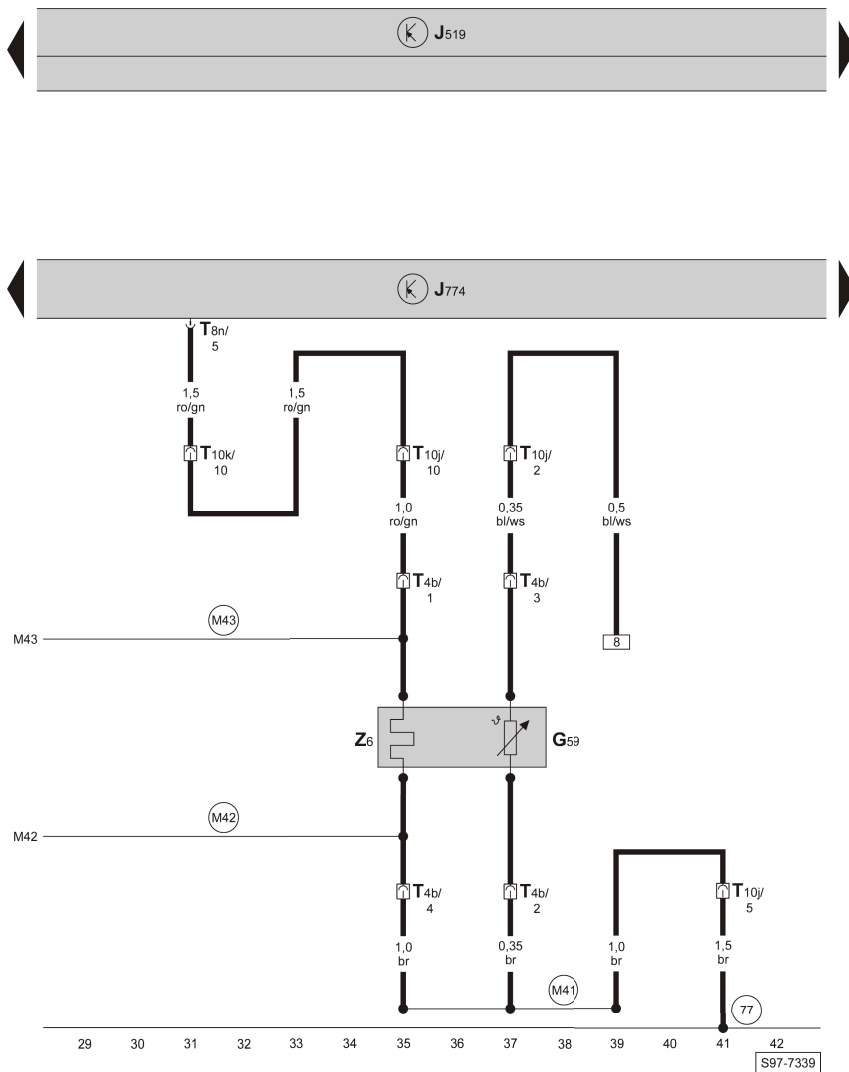 J519
J774
T8n/
5
1,5
ro/gn
1,5
ro/gn
T10k/
10
T10j/
10
T10j/
2
1,0
ro/gn
0,35
bl/ws
0,5
bl/ws
T4b/
1
T4b/
3
M43
M43
8
Z6
G59
M42
M42
T4b/
4
T4b/
2
T10j/
5
1,0
br
0,35
br
1,0
br
1,5
br
M41
77
29 30 31 32 33 34 35 36 37 38 39 40 41 42
S97-7339